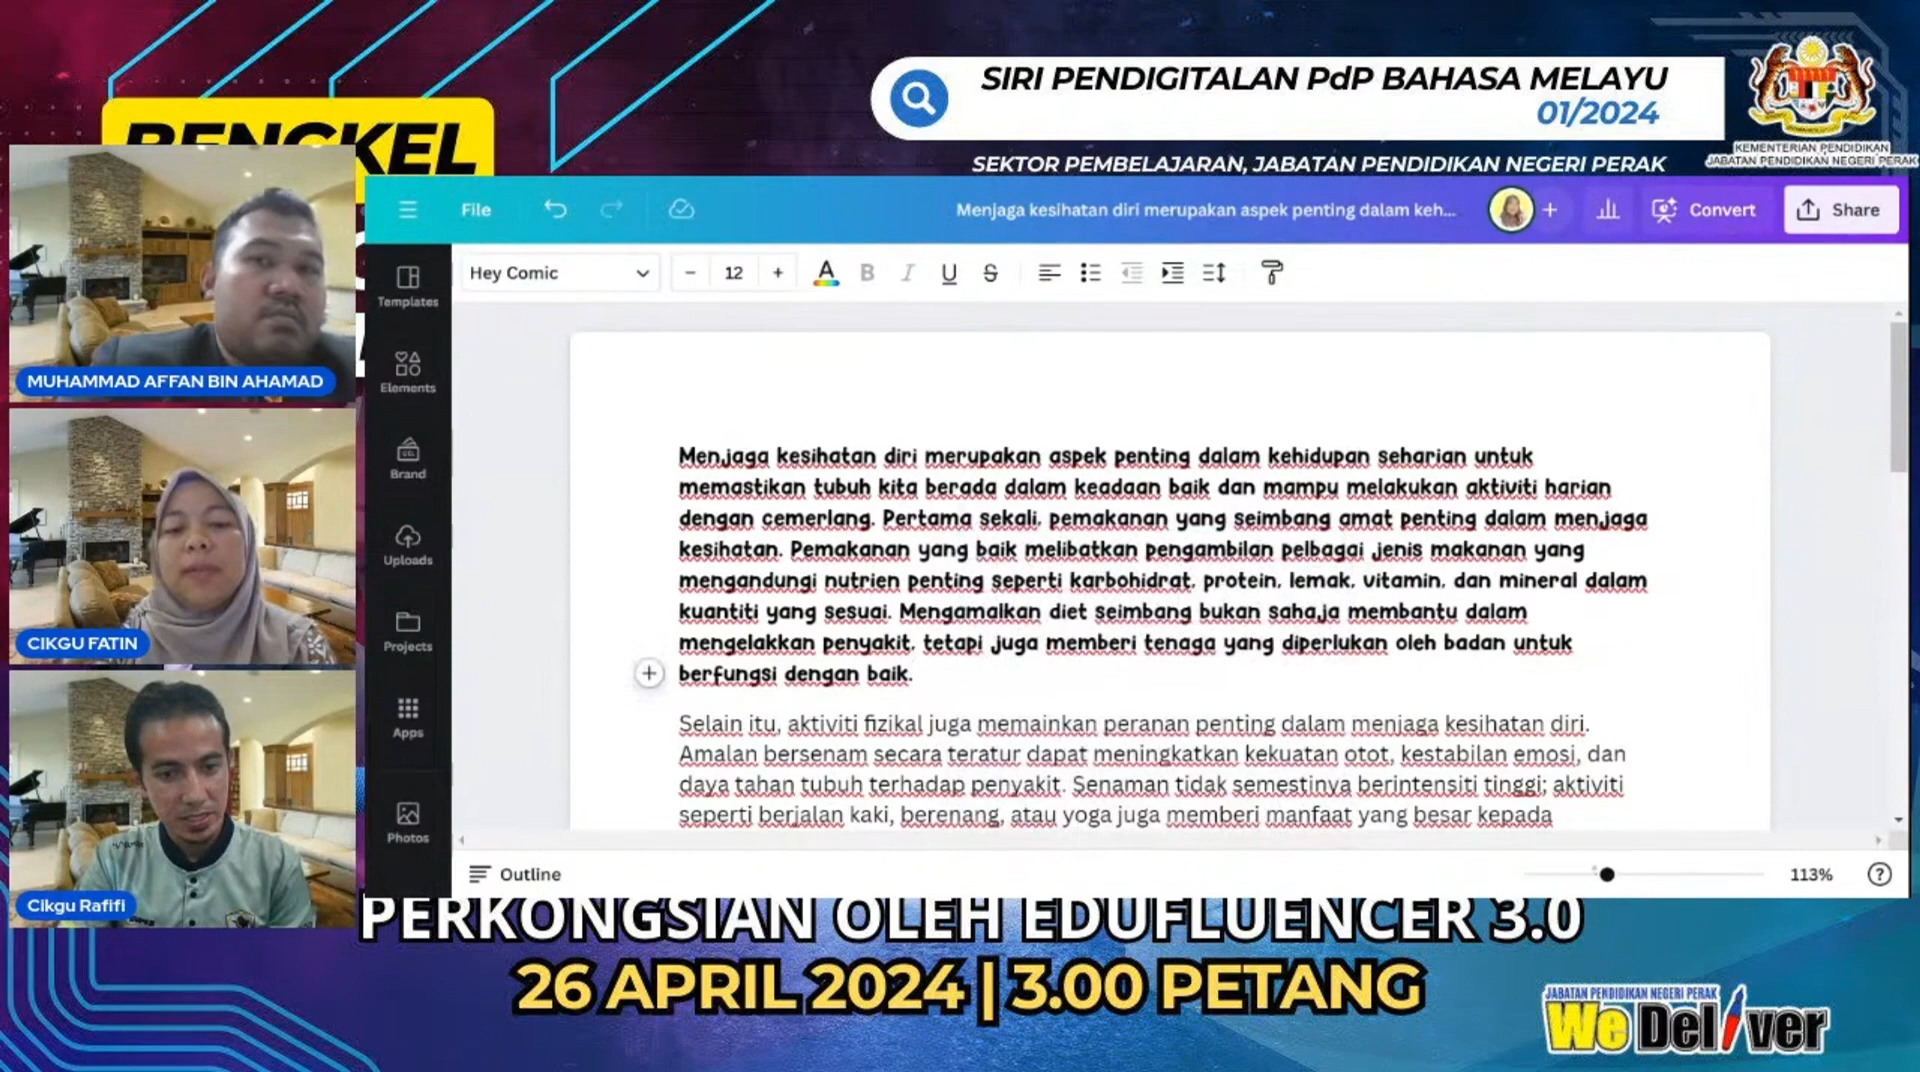 SIRI PENDIGITALAN PdP BAHASA MELAYU
01/2024
SEKTOR PEMBELAJARAN, JABATAN PENDIDIKAN NEGERI PERAK
KEMENTERIAN PENDIDIKAN
JABATAN PENDIDIKAN NEGERI PERAK
BENGKEL
MUHAMMAD AFFAN BIN AHAMAD
CIKGU FATIN
Cikgu Rafifi
File
Menjaga kesihatan diri merupakan aspek penting dalam keh...
Convert
Share
Hey Comic
12
Templates
Elements
Brand
Uploads
Projects
Apps
Photos
Menjaga kesihatan diri merupakan aspek penting dalam kehidupan seharian untuk
memastikan tubuh kita berada dalam keadaan baik dan mampu melakukan aktiviti harian
dengan cemerlang. Pertama sekali, pemakanan yang seimbang amat penting dalam menjaga
kesihatan. Pemakanan yang baik melibatkan pengambilan pelbagai jenis makanan yang
mengandungi nutrien penting seperti karbohidrat, protein, lemak, vitamin, dan mineral dalam
kuantiti yang sesuai. Mengamalkan diet seimbang bukan sahaja membantu dalam
mengelakkan penyakit, tetapi juga memberi tenaga yang diperlukan oleh badan untuk
berfungsi dengan baik.
Selain itu, aktiviti fizikal juga memainkan peranan penting dalam menjaga kesihatan diri.
Amalan bersenam secara teratur dapat meningkatkan kekuatan otot, kestabilan emosi, dan
daya tahan tubuh terhadap penyakit. Senaman tidak semestinya berintensiti tinggi; aktiviti
seperti berjalan kaki, berenang, atau yoga juga memberi manfaat yang besar kepada
Outline
113%
PERKONGSIAN OLEH EDUFLUENCER 3.0
26 APRIL 2024 | 3.00 PETANG
JABATAN PENDIDIKAN NEGERI PERAK
We Deliver